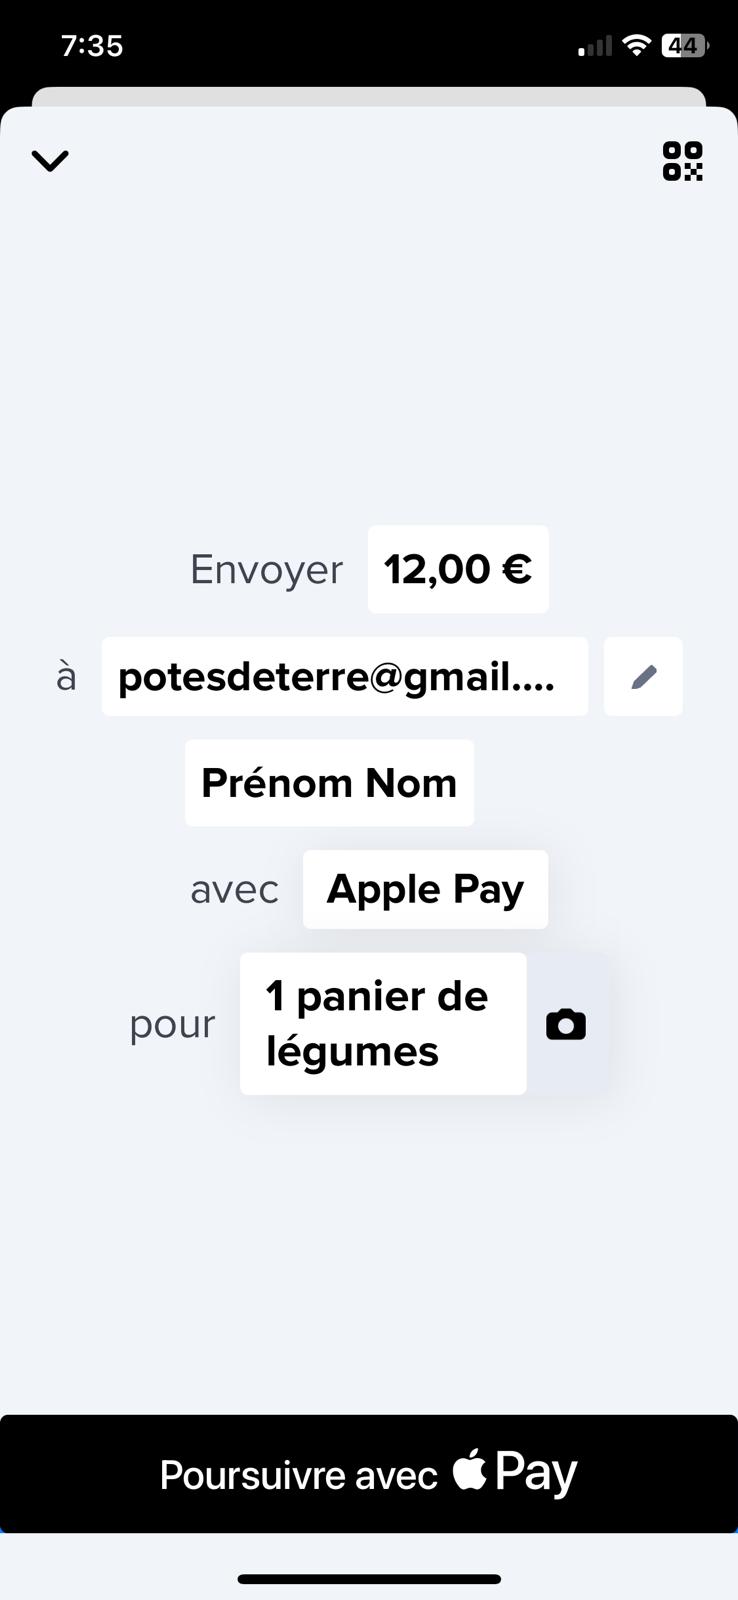 7:35
44
Envoyer 12,00 €
à potesdeterre@gmail....
Prénom Nom
avec Apple Pay
pour 1 panier de
légumes
Poursuivre avec Pay